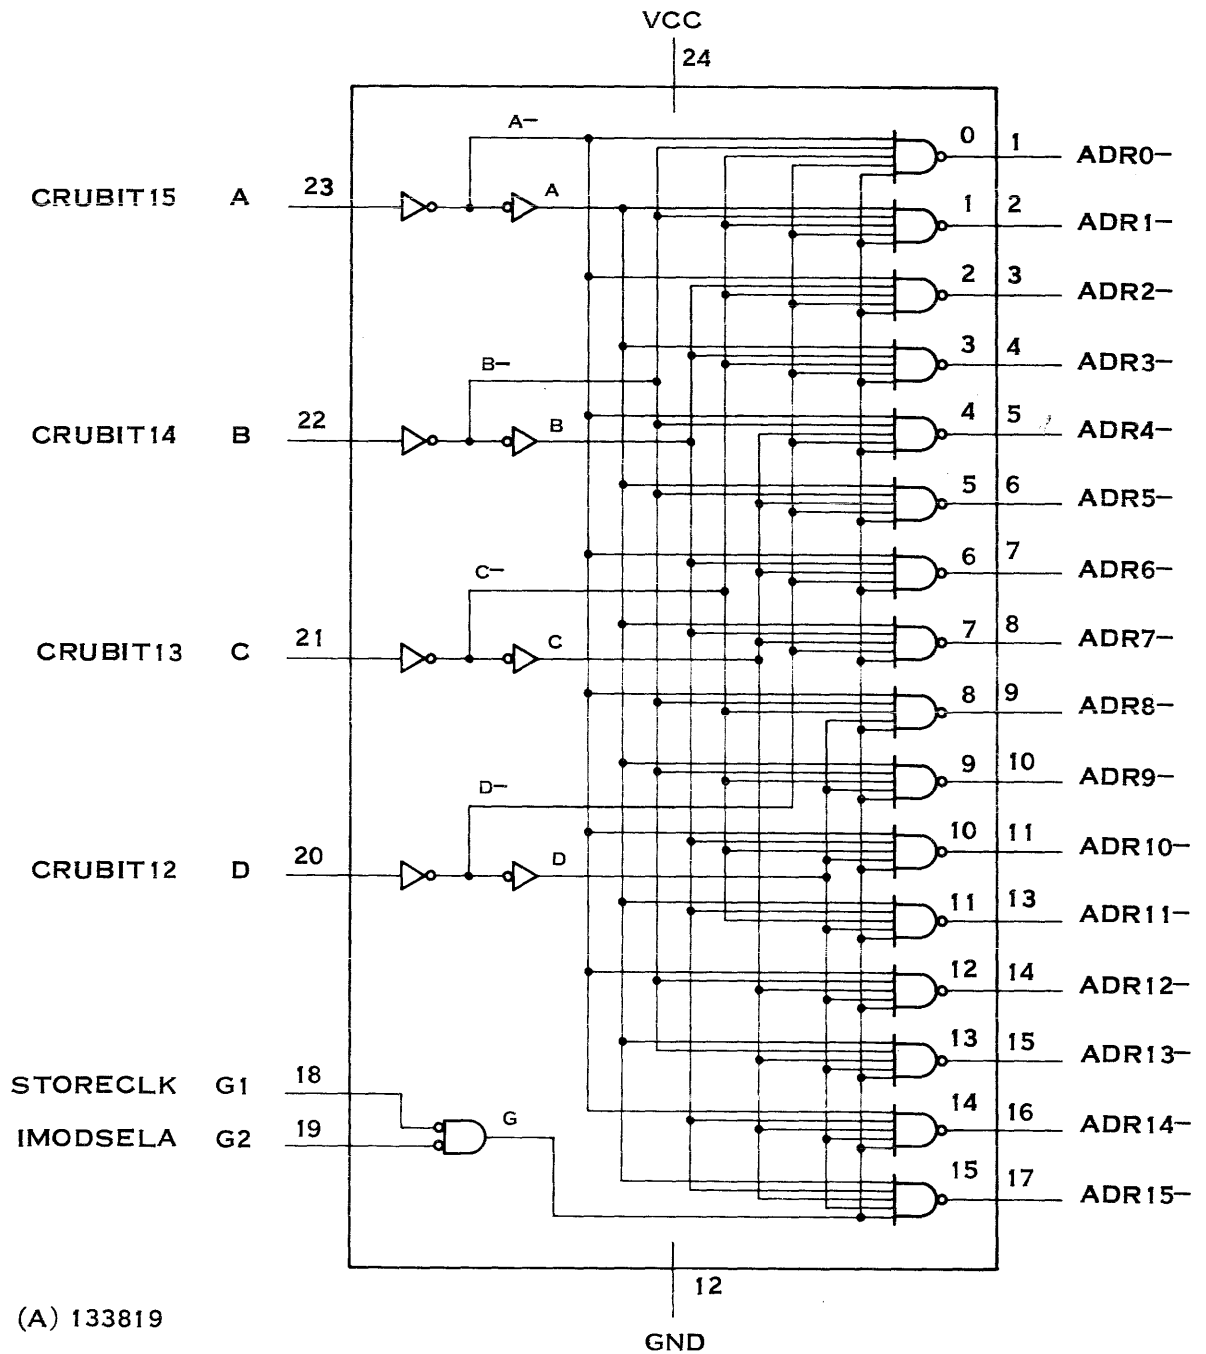 VCC
24
A—
0 1 ADR0—
CRUBIT15 A 23
A
1 2 ADR1—
2 3 ADR2—
3 4 ADR3—
B—
CRUBIT14 B 22
B
4 5 ADR4—
5 6 ADR5—
6 7 ADR6—
C—
CRUBIT13 C 21
C
7 8 ADR7—
8 9 ADR8—
9 10 ADR9—
D—
10 11 ADR10—
CRUBIT12 D 20
D
11 13 ADR11—
12 14 ADR12—
13 15 ADR13—
STORECLK G1 18
14 16 ADR14—
IMODSELA G2 19
G
15 17 ADR15—
12
(A) 133819
GND